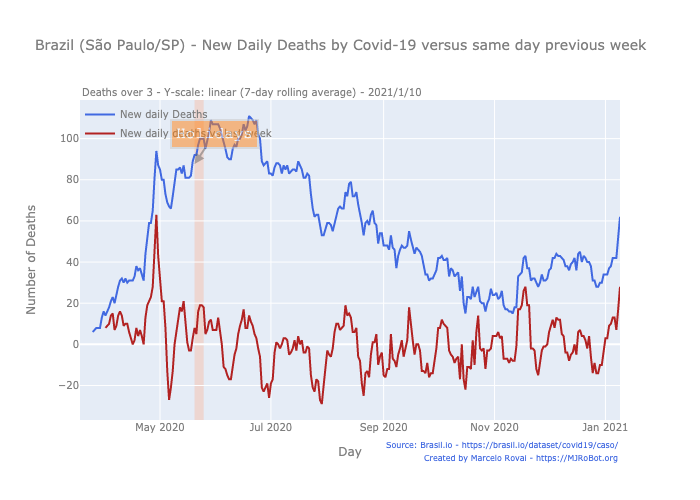 Brazil (São Paulo/SP) - New Daily Deaths by Covid-19 versus same day previous week
Deaths over 3 - Y-scale: linear (7-day rolling average) - 2021/1/10
New daily Deaths
New daily deaths vs last week
100
80
60
40
20
0
−20
Number of Deaths
May 2020
Jul 2020
Sep 2020
Nov 2020
Jan 2021
Day
Source: Brasil.io - https://brasil.io/dataset/covid19/caso/
Created by Marcelo Rovai - https://MJRoBot.org